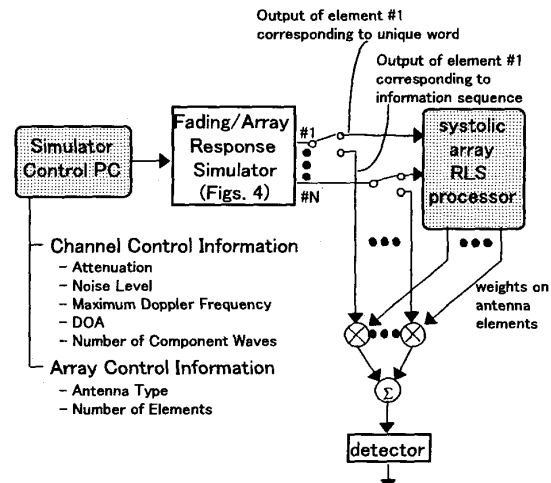 Output of element #1
corresponding to unique word
Output of element #1
corresponding to
information sequence
Simulator
Control PC
Fading/Array
Response
Simulator
(Figs. 4)
#1
#N
systolic
array
RLS
processor
Channel Control Information
- Attenuation
- Noise Level
- Maximum Doppler Frequency
- DOA
- Number of Component Waves
Array Control Information
- Antenna Type
- Number of Elements
weights on
antenna
elements
Σ
detector